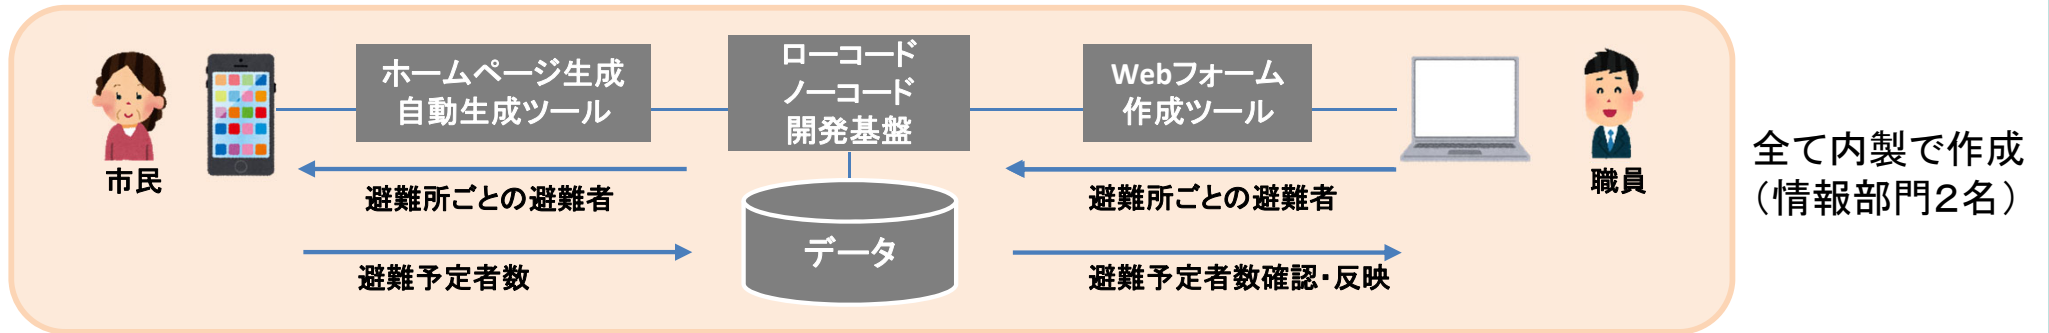 ホームページ生成
自動生成ツール
ローコード
ノーコード
開発基盤
Webフォーム
作成ツール
市民
職員
避難所ごとの避難者
避難所ごとの避難者
データ
避難予定者数
避難予定者数確認・反映
全て内製で作成
（情報部門２名）